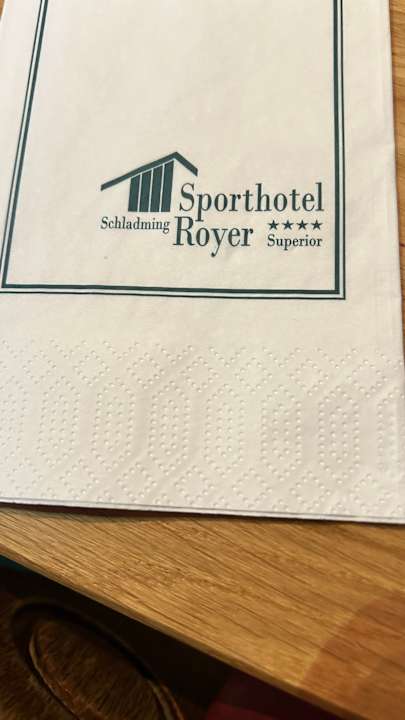 Sporthotel
Schladming Royer ★★★★
Superior